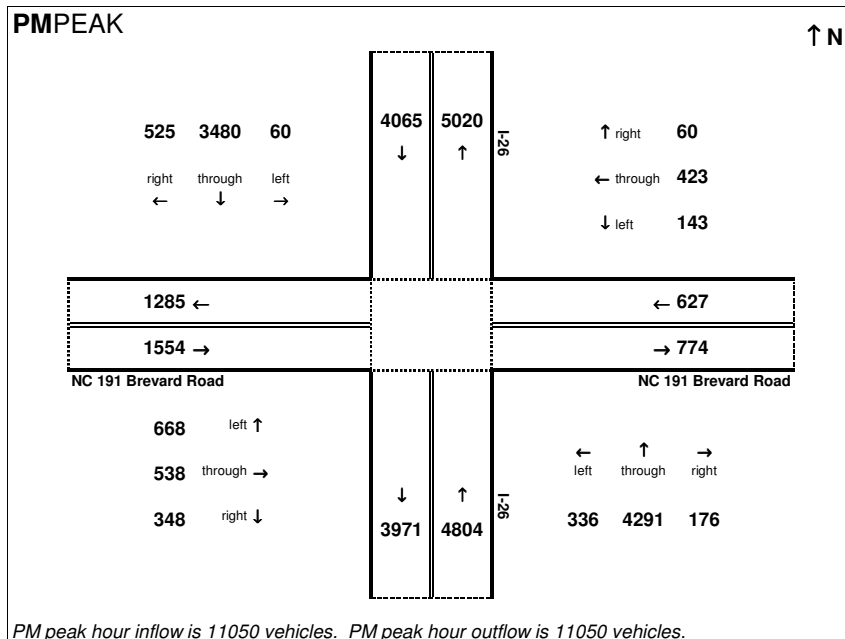 PMPEAK
↑ N
525 3480 60
right through left
← ↓ →
4065 5020
↓ ↑
I-26
↑ right 60
← through 423
↓ left 143
1285 ←
← 627
1554 →
→ 774
NC 191 Brevard Road
NC 191 Brevard Road
668 left ↑
538 through →
348 right ↓
↓ ↑
3971 4804
I-26
← ↑ →
left through right
336 4291 176
PM peak hour inflow is 11050 vehicles. PM peak hour outflow is 11050 vehicles.